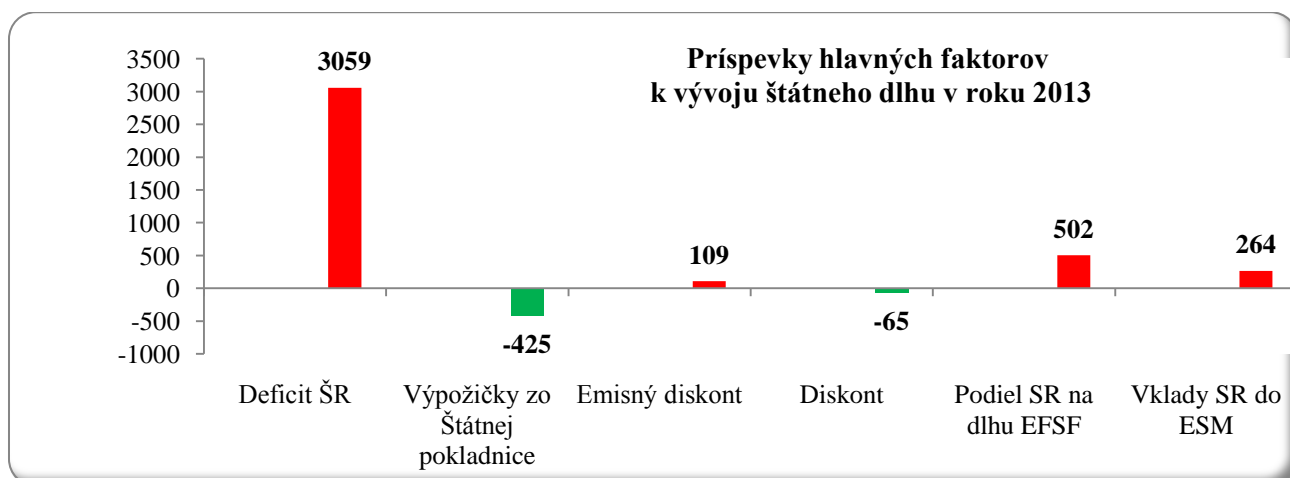 Príspevky hlavných faktorov
k vývoju štátneho dlhu v roku 2013
3500
3000
2500
2000
1500
1000
500
0
-500
-1000
3059
-425
109
-65
502
264
Deficit ŠR
Výpožičky zo
Štátnej
pokladnice
Emisný diskont
Diskont
Podiel SR na
dlhu EFSF
Vklady SR do
ESM